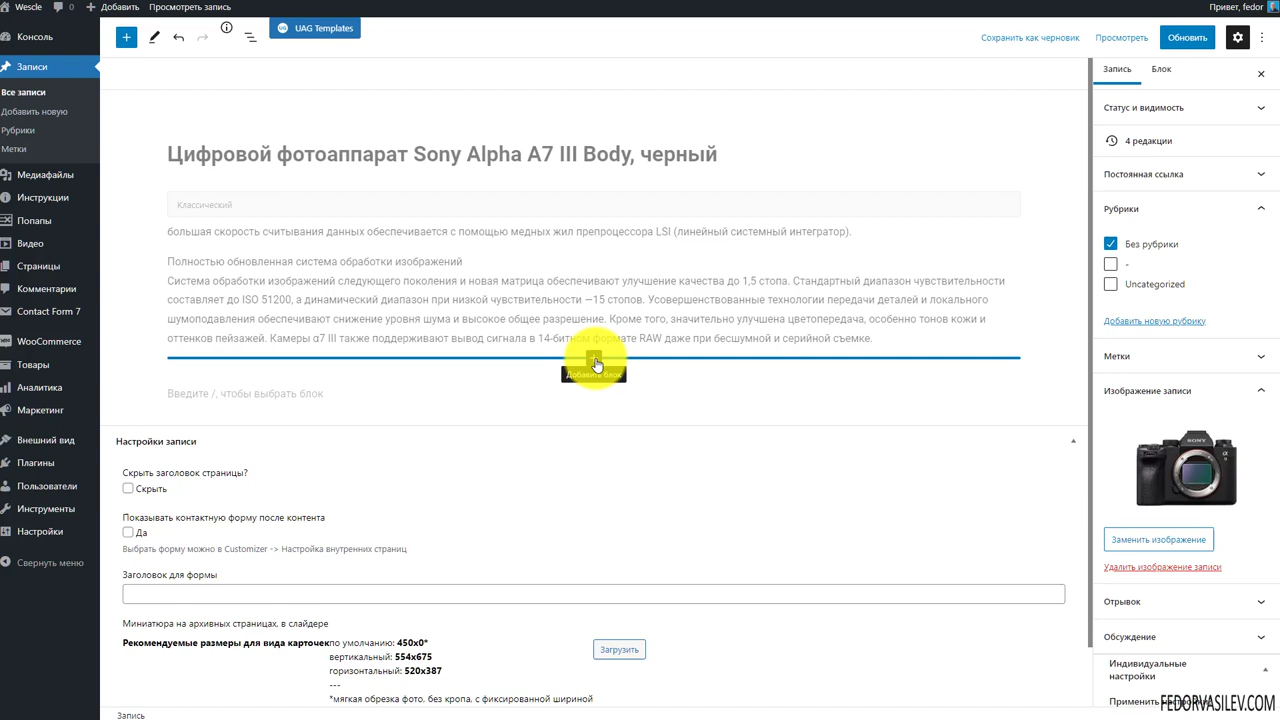 Wescle
0
Добавить
Просмотреть запись
Привет, fedor
Консоль
Записи
Все записи
Добавить новую
Рубрики
Метки
Медиафайлы
Инструкции
Попапы
Видео
Страницы
Комментарии
Contact Form 7
WooCommerce
Товары
Аналитика
Маркетинг
Внешний вид
Плагины
Пользователи
Инструменты
Настройки
Свернуть меню
UAG Templates
Сохранить как черновик
Просмотреть
Обновить
Цифровой фотоаппарат Sony Alpha A7 III Body, черный
Классический
большая скорость считывания данных обеспечивается с помощью медных жил препроцессора LSI (линейный системный интегратор).
Полностью обновленная система обработки изображений
Система обработки изображений следующего поколения и новая матрица обеспечивают улучшение качества до 1,5 стопа. Стандартный диапазон чувствительности
составляет до ISO 51200, а динамический диапазон при низкой чувствительности —15 стопов. Усовершенствованные технологии передачи деталей и локального
шумоподавления обеспечивают снижение уровня шума и высокое общее разрешение. Кроме того, значительно улучшена цветопередача, особенно тонов кожи и
оттенков пейзажей. Камеры α7 III также поддерживают вывод сигнала в 14-битном формате RAW даже при бесшумной и серийной съемке.
Добавить блок
Введите /, чтобы выбрать блок
Настройки записи
Скрыть заголовок страницы?
Скрыть
Показывать контактную форму после контента
Да
Выбрать форму можно в Customizer -> Настройка внутренних страниц
Заголовок для формы
Миниатюра на архивных страницах, в слайдере
Рекомендуемые размеры для вида карточек по умолчанию: 450x0*
вертикальный: 554x675
горизонтальный: 520x387
---
*мягкая обрезка фото, без кропа, с фиксированной шириной
Загрузить
Запись
Запись
Блок
Статус и видимость
4 редакции
Постоянная ссылка
Рубрики
Без рубрики
-
Uncategorized
Добавить новую рубрику
Метки
Изображение записи
SONY
Заменить изображение
Удалить изображение записи
Отрывок
Обсуждение
Индивидуальные
настройки
FEDORVASILEV.COM